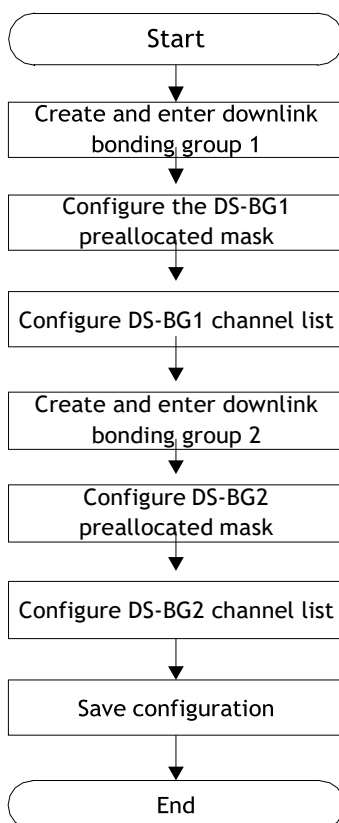 Start
Create and enter downlink
bonding group 1
Configure the DS-BG1
preallocated mask
Configure DS-BG1 channel list
Create and enter downlink
bonding group 2
Configure DS-BG2
preallocated mask
Configure DS-BG2 channel list
Save configuration
End